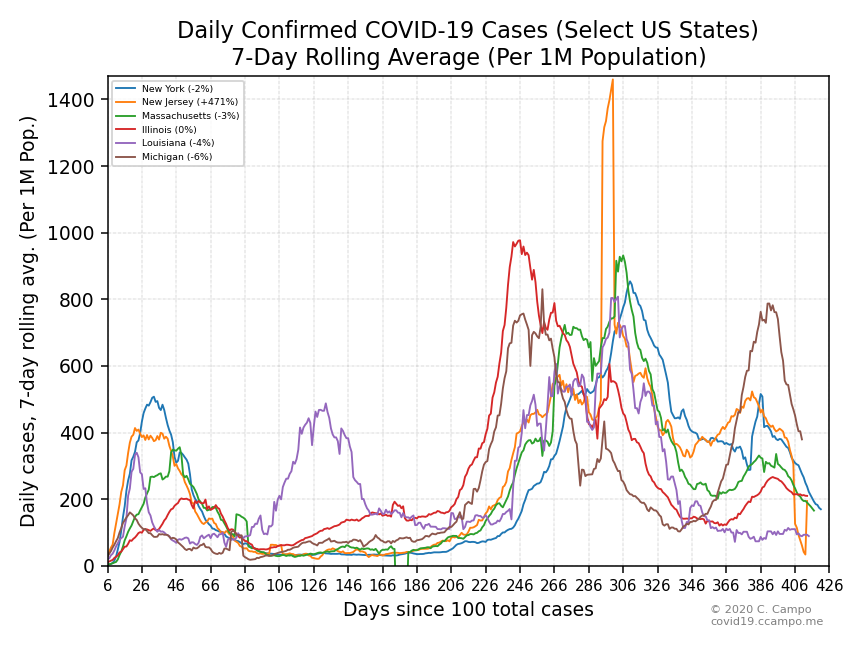 Daily Confirmed COVID-19 Cases (Select US States)
7-Day Rolling Average (Per 1M Population)
Daily cases, 7-day rolling avg. (Per 1M Pop.)
1400
1200
1000
800
600
400
200
0
New York (-2%)
New Jersey (+471%)
Massachusetts (-3%)
Illinois (0%)
Louisiana (-4%)
Michigan (-6%)
6 26 46 66 86 106 126 146 166 186 206 226 246 266 286 306 326 346 366 386 406 426
Days since 100 total cases
© 2020 C. Campo
covid19.ccampo.me